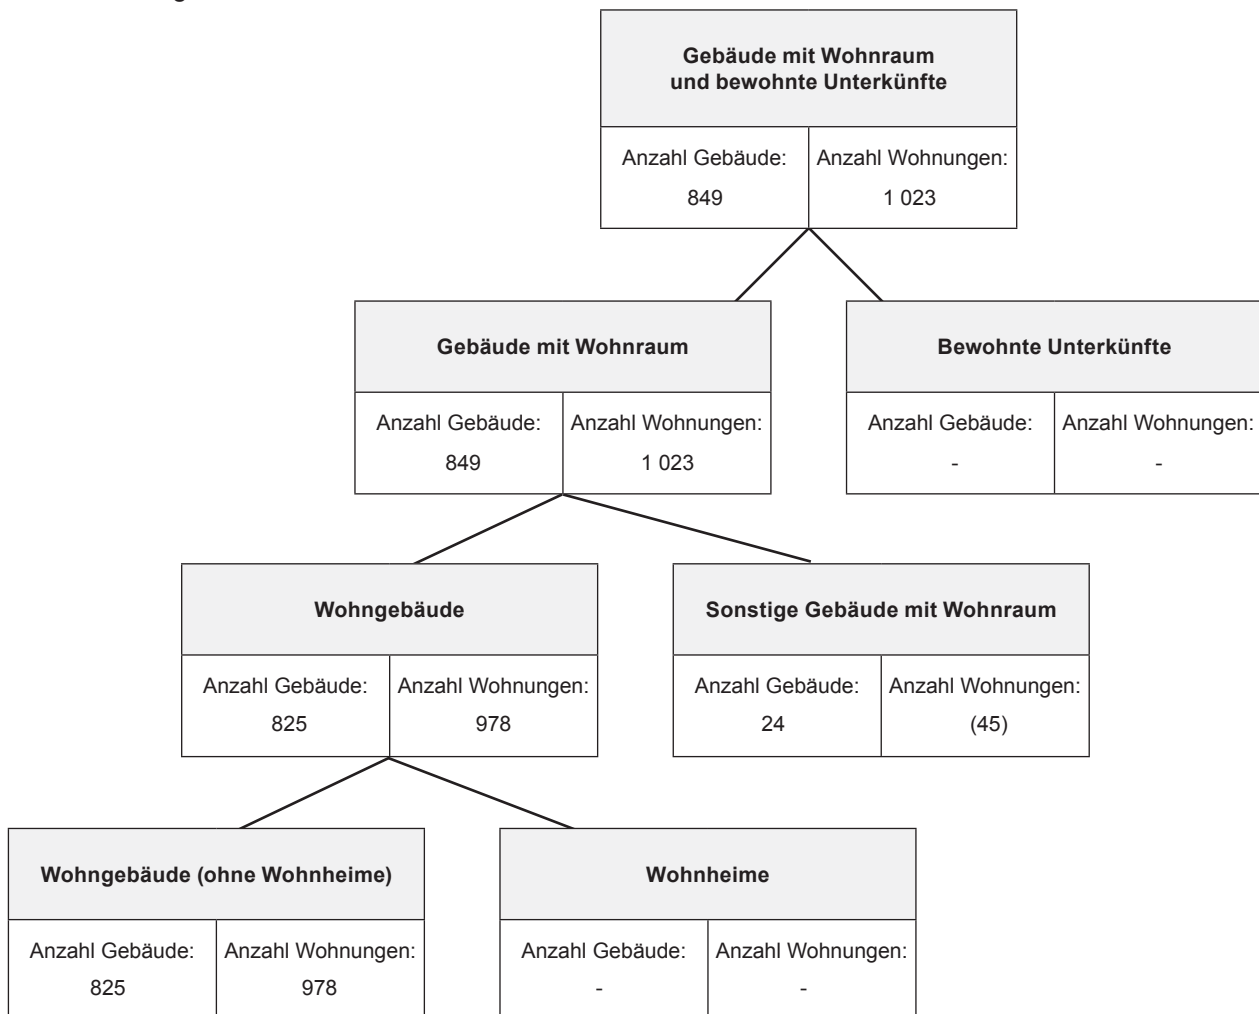 Gebäude mit Wohnraum
und bewohnte Unterkünfte
Anzahl Gebäude: Anzahl Wohnungen:
849 1 023
Gebäude mit Wohnraum
Anzahl Gebäude: Anzahl Wohnungen:
849 1 023
Bewohnte Unterkünfte
Anzahl Gebäude: Anzahl Wohnungen:
- -
Wohngebäude
Anzahl Gebäude: Anzahl Wohnungen:
825 978
Sonstige Gebäude mit Wohnraum
Anzahl Gebäude: Anzahl Wohnungen:
24 (45)
Wohngebäude (ohne Wohnheime)
Anzahl Gebäude: Anzahl Wohnungen:
825 978
Wohnheime
Anzahl Gebäude: Anzahl Wohnungen:
- -